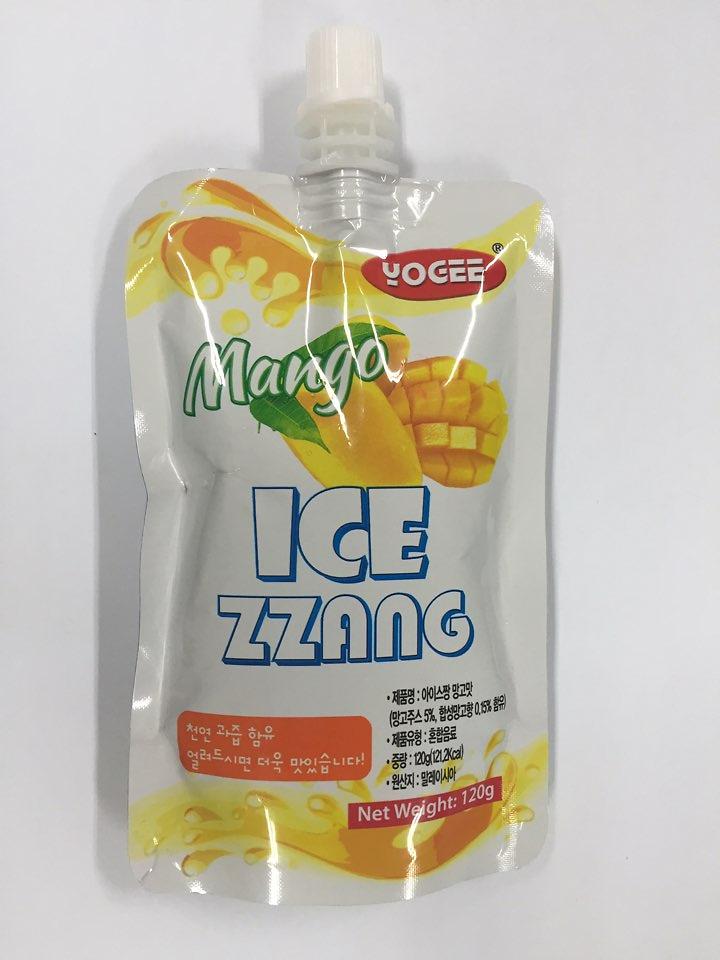 YOGEE®
Mango
ICE
ZZANG
천연 과즙 함유
얼려드시면 더욱 맛있습니다!
• 제품명 : 아이스짱 망고맛
(망고주스 5%, 합성망고향 0.15% 함유)
• 제품유형 : 혼합음료
• 중량 : 120g(121.2Kcal)
• 원산지 : 말레이시아
Net Weight: 120g